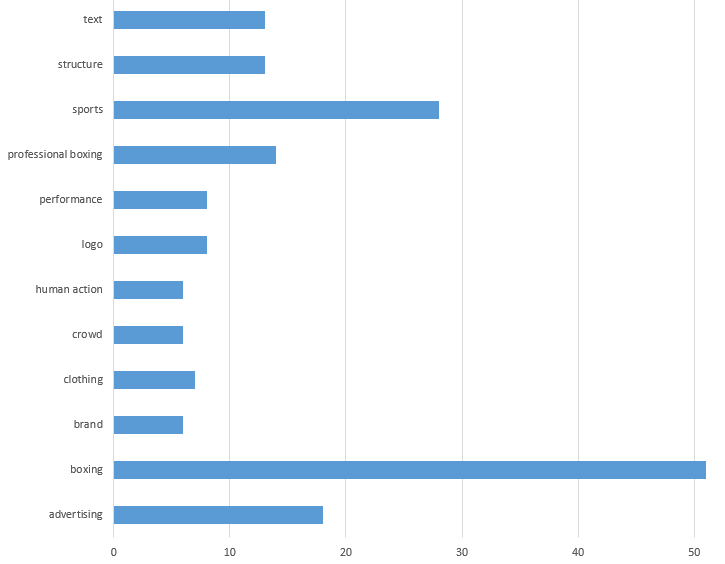 text
structure
sports
professional boxing
performance
logo
human action
crowd
clothing
brand
boxing
advertising
0 10 20 30 40 50